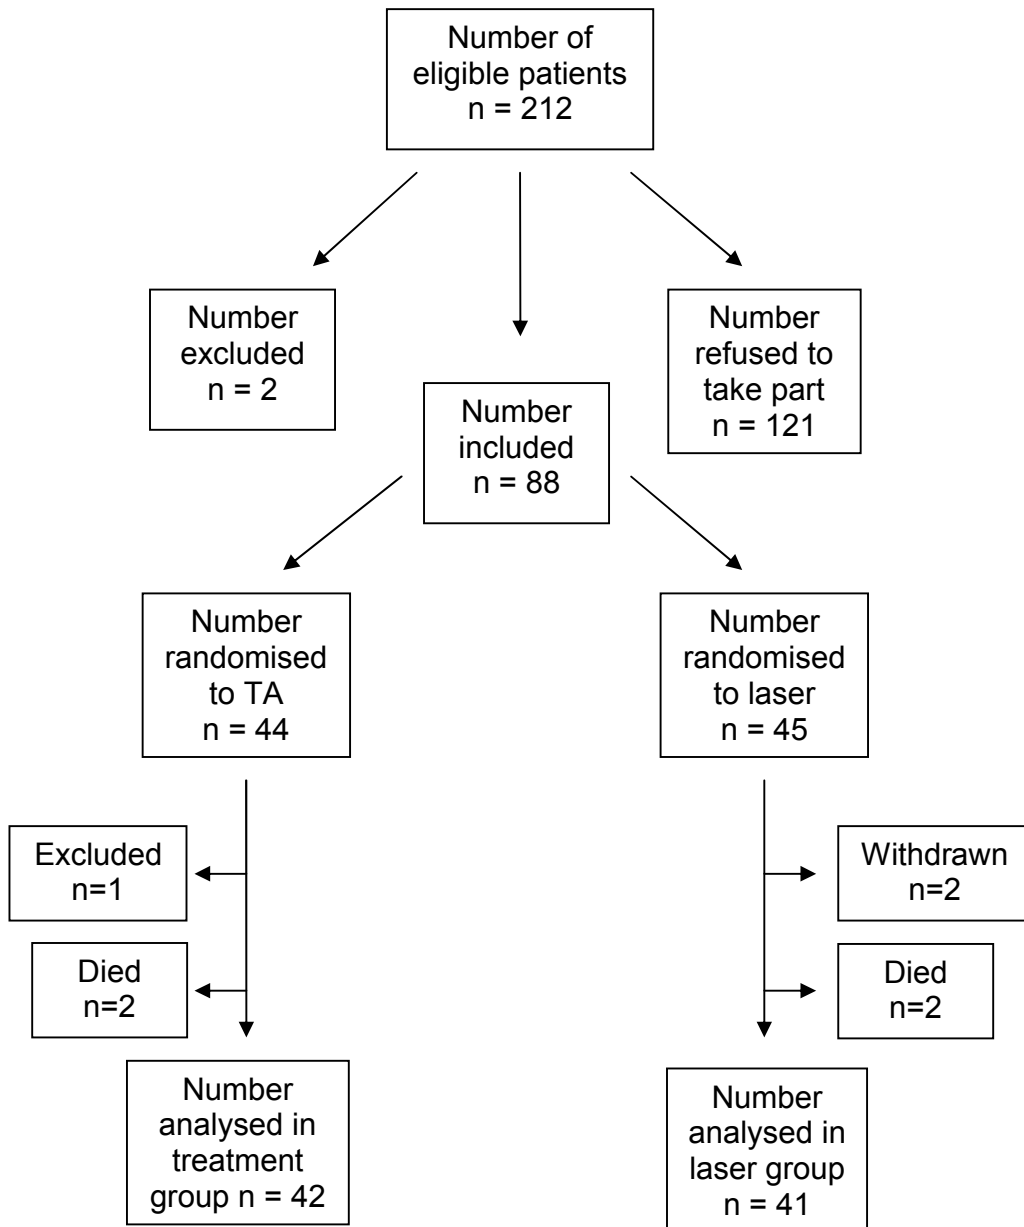 Number of
eligible patients
n = 212
Number
excluded
n = 2
Number
included
n = 88
Number
refused to
take part
n = 121
Number
randomised
to TA
n = 44
Number
randomised
to laser
n = 45
Excluded
n=1
Died
n=2
Withdrawn
n=2
Died
n=2
Number
analysed in
treatment
group n = 42
Number
analysed in
laser group
n = 41